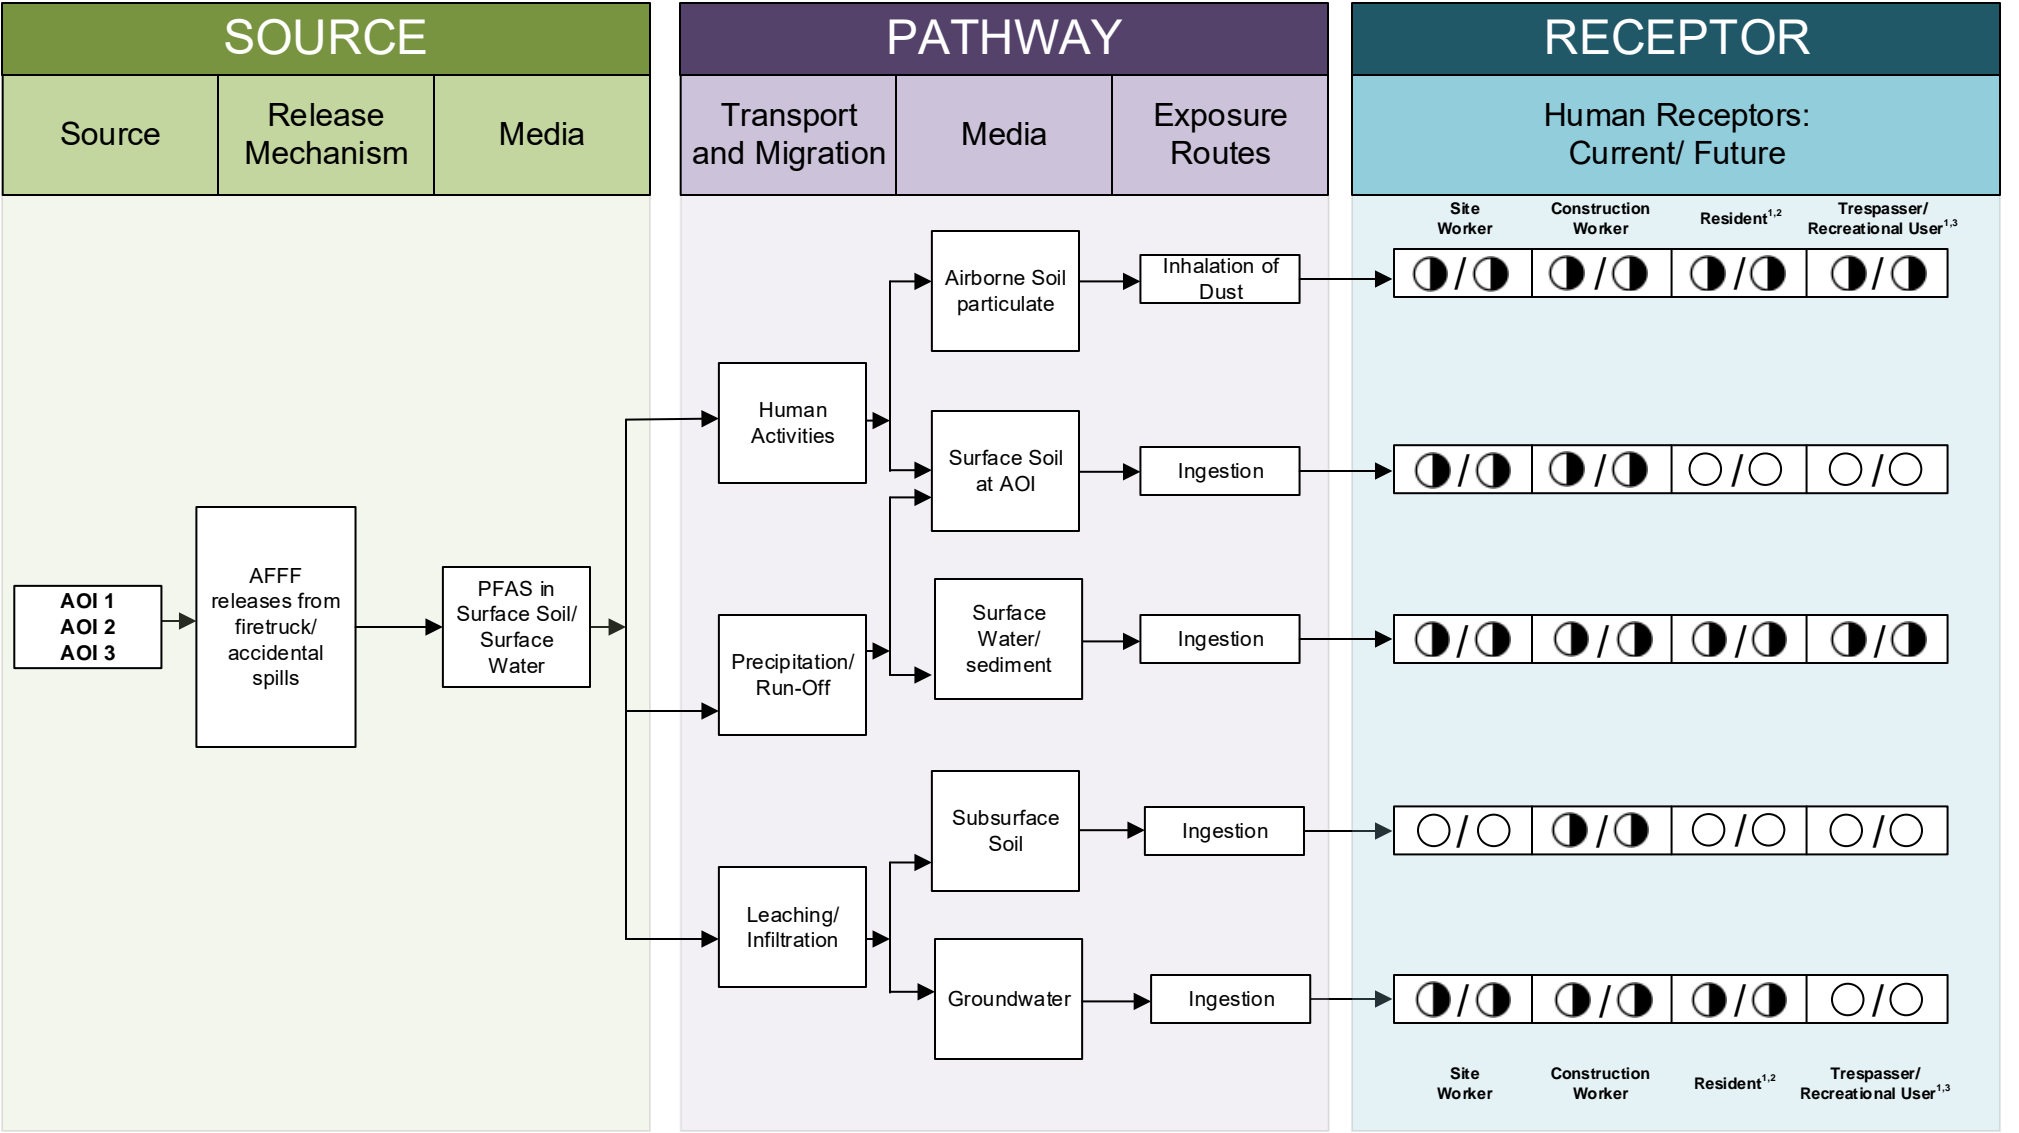 SOURCE
PATHWAY
RECEPTOR
Source
Release
Mechanism
Media
Transport
and Migration
Media
Exposure
Routes
Human Receptors:
Current/ Future
Site
Worker
Construction
Worker
Resident1,2
Trespasser/
Recreational User1,3
AOI 1
AOI 2
AOI 3
AFFF
releases from
firetruck/
accidental
spills
PFAS in
Surface Soil/
Surface
Water
Human
Activities
Precipitation/
Run-Off
Leaching/
Infiltration
Airborne Soil
particulate
Inhalation of
Dust
/ / / /
Surface Soil
at AOI
Ingestion
/ / / /
Surface
Water/
sediment
Ingestion
/ / / /
Subsurface
Soil
Ingestion
/ / / /
Groundwater
Ingestion
/ / / /
Site
Worker
Construction
Worker
Resident1,2
Trespasser/
Recreational User1,3